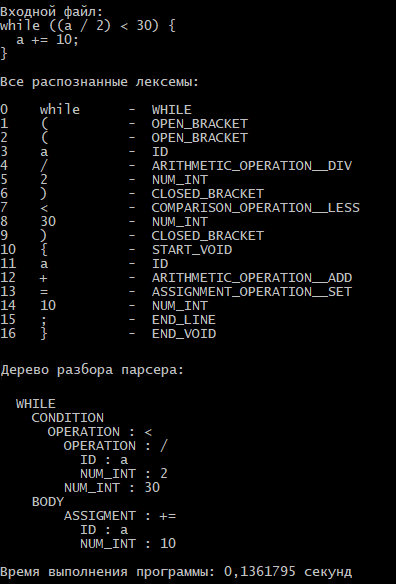 Входной файл:
while ((a / 2) < 30) {
  a += 10;
}
Все распознанные лексемы:
0    while    -  WHILE
1    (    -  OPEN_BRACKET
2    (    -  OPEN_BRACKET
3    a    -  ID
4    /    -  ARITHMETIC_OPERATION__DIV
5    2    -  NUM_INT
6    )    -  CLOSED_BRACKET
7    <    -  COMPARISON_OPERATION__LESS
8    30    -  NUM_INT
9    )    -  CLOSED_BRACKET
10    {    -  START_VOID
11    a    -  ID
12    +    -  ARITHMETIC_OPERATION__ADD
13    =    -  ASSIGNMENT_OPERATION__SET
14    10    -  NUM_INT
15    ;    -  END_LINE
16    }    -  END_VOID
Дерево разбора парсера:
  WHILE
    CONDITION
      OPERATION : <
        OPERATION : /
          ID : a
          NUM_INT : 2
        NUM_INT : 30
    BODY
        ASSIGMENT : +=
          ID : a
          NUM_INT : 10
Время выполнения программы: 0,1361795 секунд